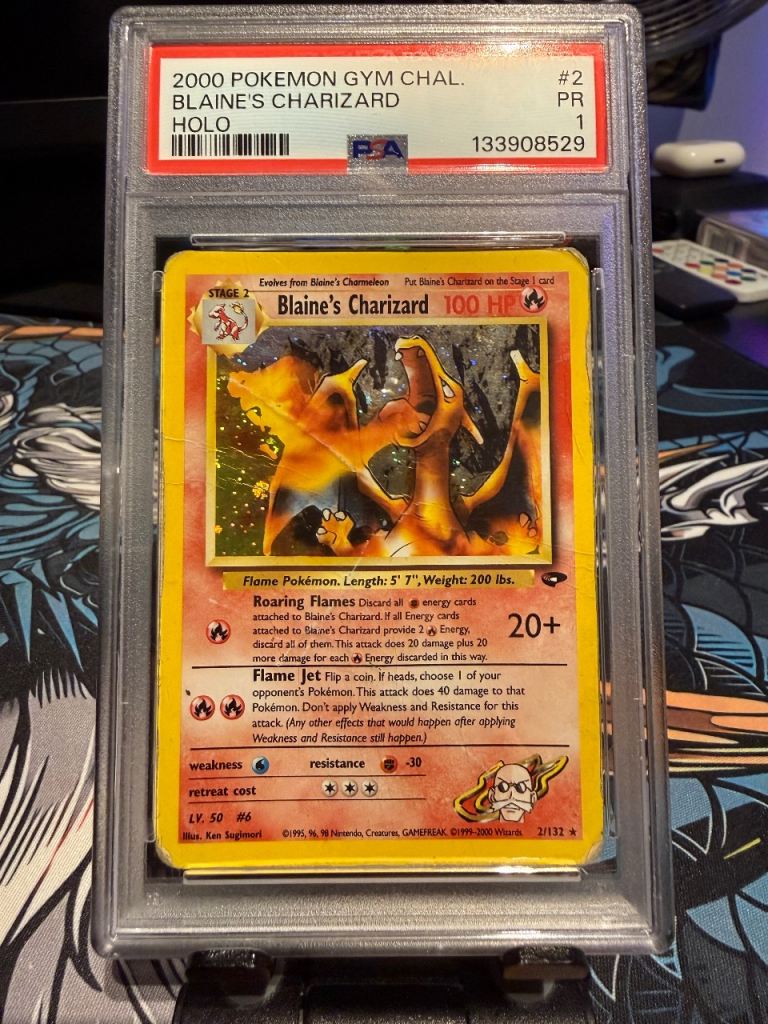 2000 POKEMON GYM CHAL. #2
BLAINE'S CHARIZARD PR
HOLO 1
PSA 133908529
Evolves from Blaine's Charmeleon Put Blaine's Charizard on the Stage 1 card
STAGE 2
Blaine's Charizard 100 HP
Flame Pokémon. Length: 5' 7", Weight: 200 lbs.
Roaring Flames Discard all energy cards
attached to Blaine's Charizard. If all Energy cards
attached to Blaine's Charizard provide 2 Energy,
discard all of them. This attack does 20 damage plus 20
more damage for each Energy discarded in this way.
20+
Flame Jet Flip a coin. If heads, choose 1 of your
opponent's Pokémon. This attack does 40 damage to that
Pokémon. Don't apply Weakness and Resistance for this
attack. (Any other effects that would happen after applying
Weakness and Resistance still happen.)
weakness resistance -30
retreat cost
LV. 50 #6
Illus. Ken Sugimori ©1995, 96, 98 Nintendo, Creatures, GAMEFREAK. ©1999-2000 Wizards. 2/132 ★